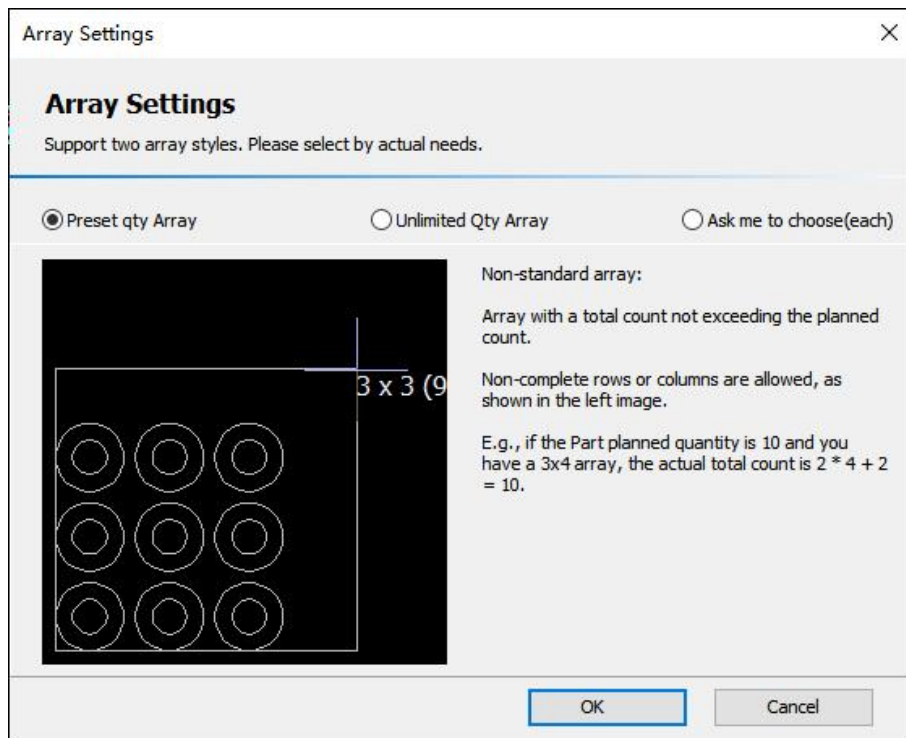 Array Settings
Array Settings
Support two array styles. Please select by actual needs.
Preset qty Array
Unlimited Qty Array
Ask me to choose(each)
3 x 3 (9
Non-standard array:
Array with a total count not exceeding the planned
count.
Non-complete rows or columns are allowed, as
shown in the left image.
E.g., if the Part planned quantity is 10 and you
have a 3x4 array, the actual total count is 2 * 4 + 2
= 10.
OK
Cancel